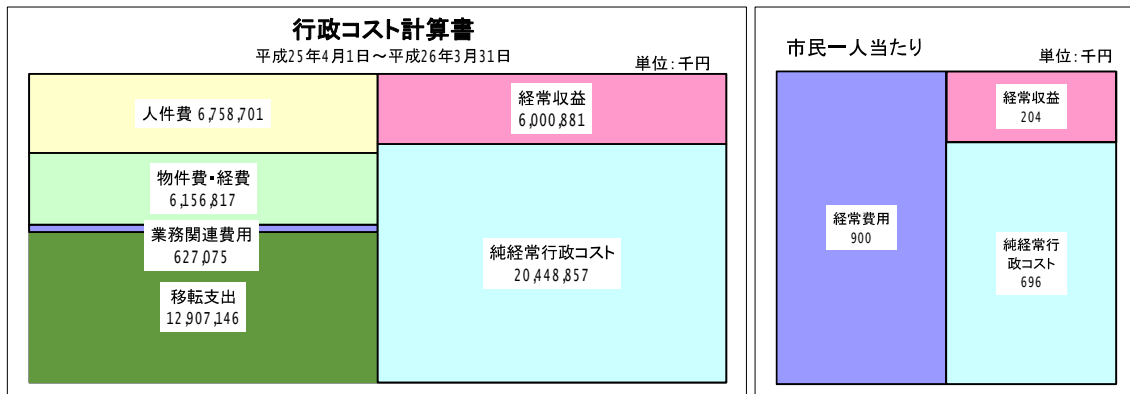 行政コスト計算書
平成25年4月1日～平成26年3月31日
単位：千円
人件費 6,758,701
物件費・経費
6,156,817
業務関連費用
627,075
移転支出
12,907,146
経常収益
6,000,881
純経常行政コスト
20,448,857
市民一人当たり
単位：千円
経常費用
900
経常収益
204
純経常行
政コスト
696